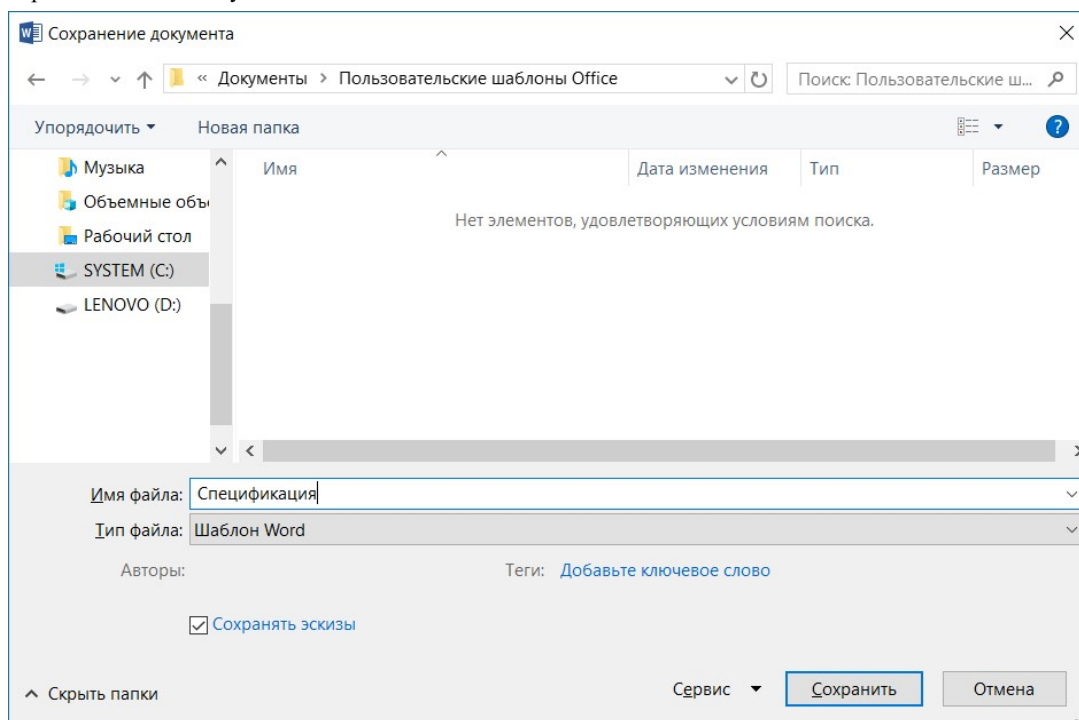 Сохранение документа
« Документы > Пользовательские шаблоны Office
Поиск: Пользовательские ш...
Упорядочить
Новая папка
?
Музыка
Объемные объ
Рабочий стол
SYSTEM (C:)
LENOVO (D:)
Имя
Дата изменения
Тип
Размер
Нет элементов, удовлетворяющих условиям поиска.
Имя файла: Спецификация
Тип файла: Шаблон Word
Авторы:
Теги: Добавьте ключевое слово
Сохранять эскизы
Скрыть папки
Сервис
Сохранить
Отмена